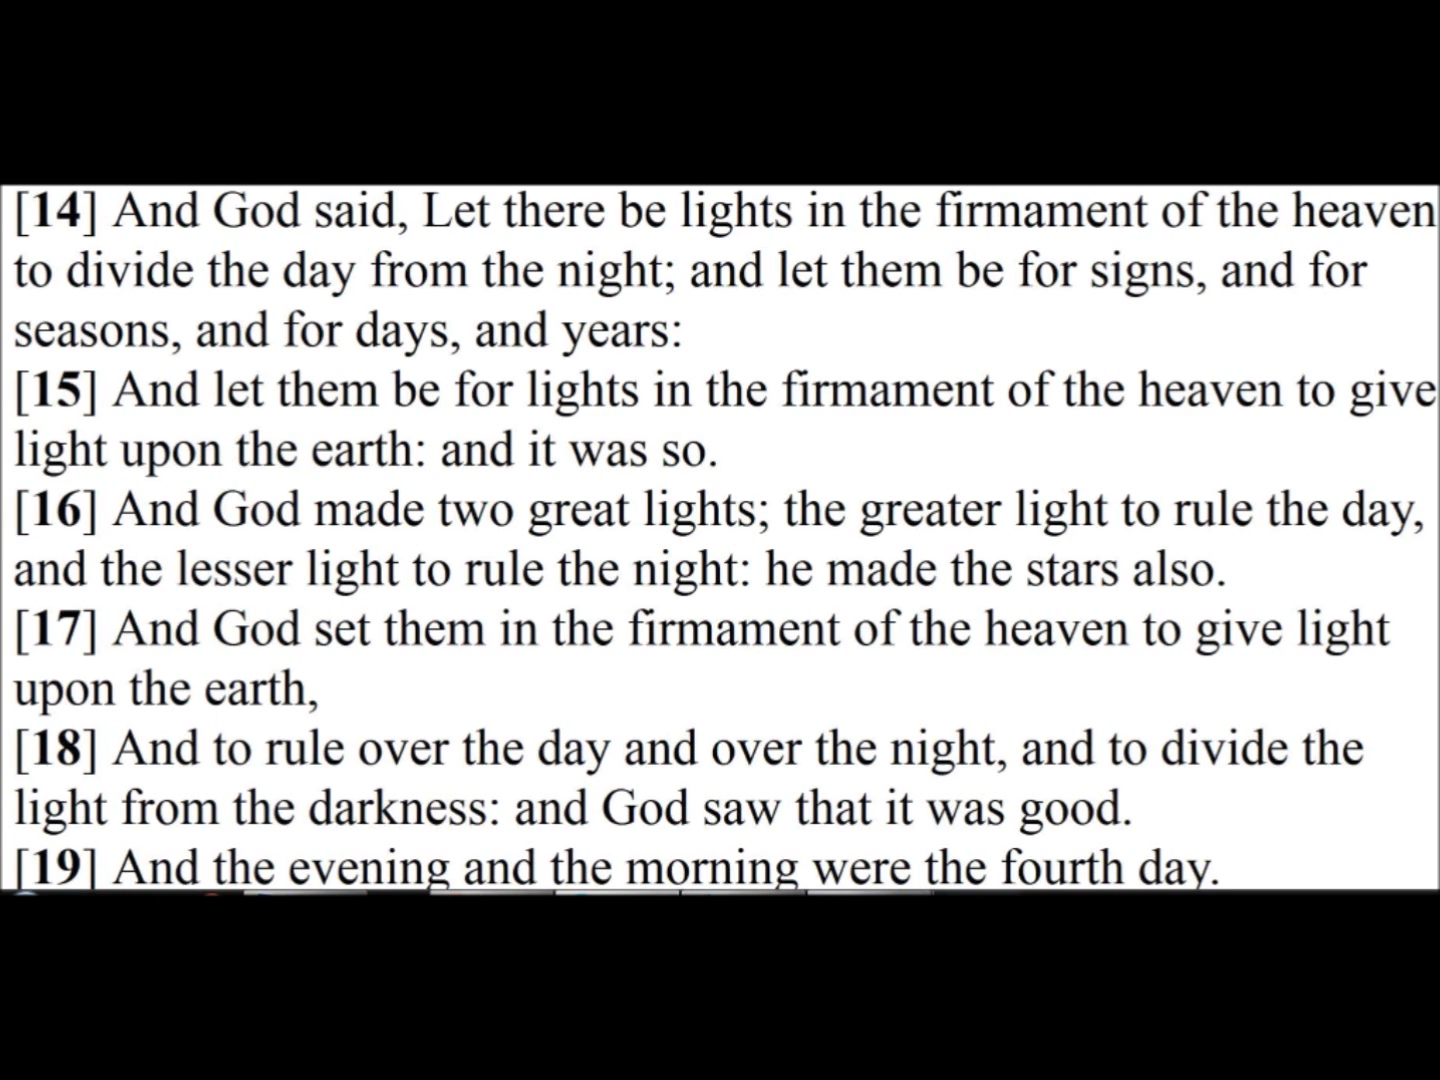 [14] And God said, Let there be lights in the firmament of the heaven
to divide the day from the night; and let them be for signs, and for
seasons, and for days, and years:
[15] And let them be for lights in the firmament of the heaven to give
light upon the earth: and it was so.
[16] And God made two great lights; the greater light to rule the day,
and the lesser light to rule the night: he made the stars also.
[17] And God set them in the firmament of the heaven to give light
upon the earth,
[18] And to rule over the day and over the night, and to divide the
light from the darkness: and God saw that it was good.
[19] And the evening and the morning were the fourth day.